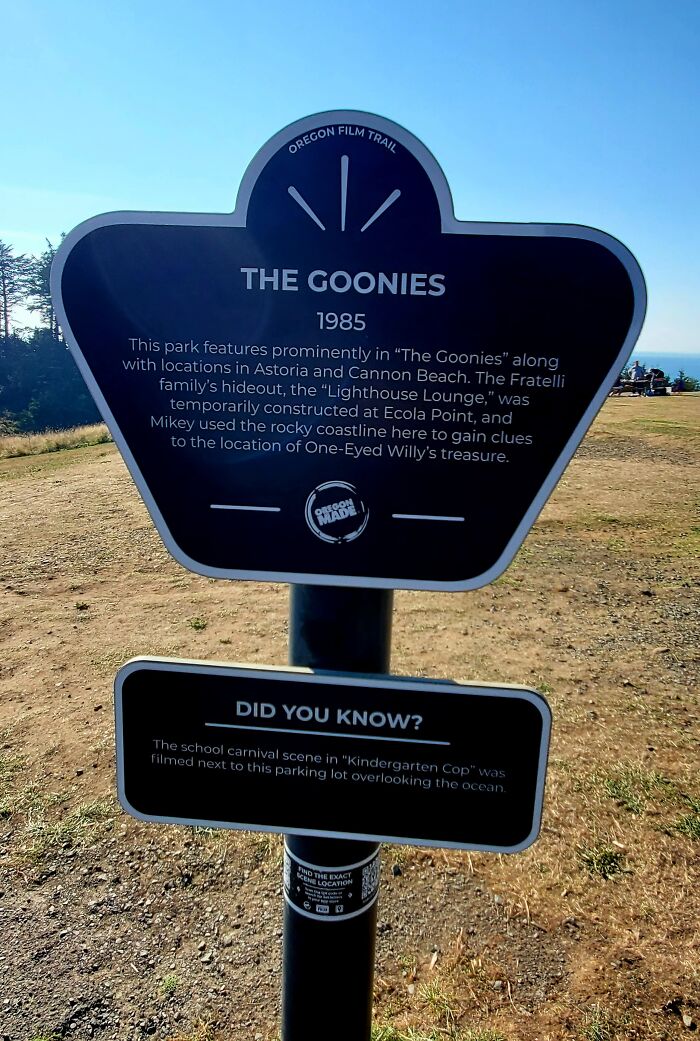 OREGON FILM TRAIL
THE GOONIES
1985
This park features prominently in “The Goonies” along
with locations in Astoria and Cannon Beach. The Fratelli
family’s hideout, the “Lighthouse Lounge,” was
temporarily constructed at Ecola Point, and
Mikey used the rocky coastline here to gain clues
to the location of One-Eyed Willy’s treasure.
OREGON
MADE
DID YOU KNOW?
The school carnival scene in “Kindergarten Cop” was
filmed next to this parking lot overlooking the ocean.
FIND THE EXACT
SCENE LOCATION